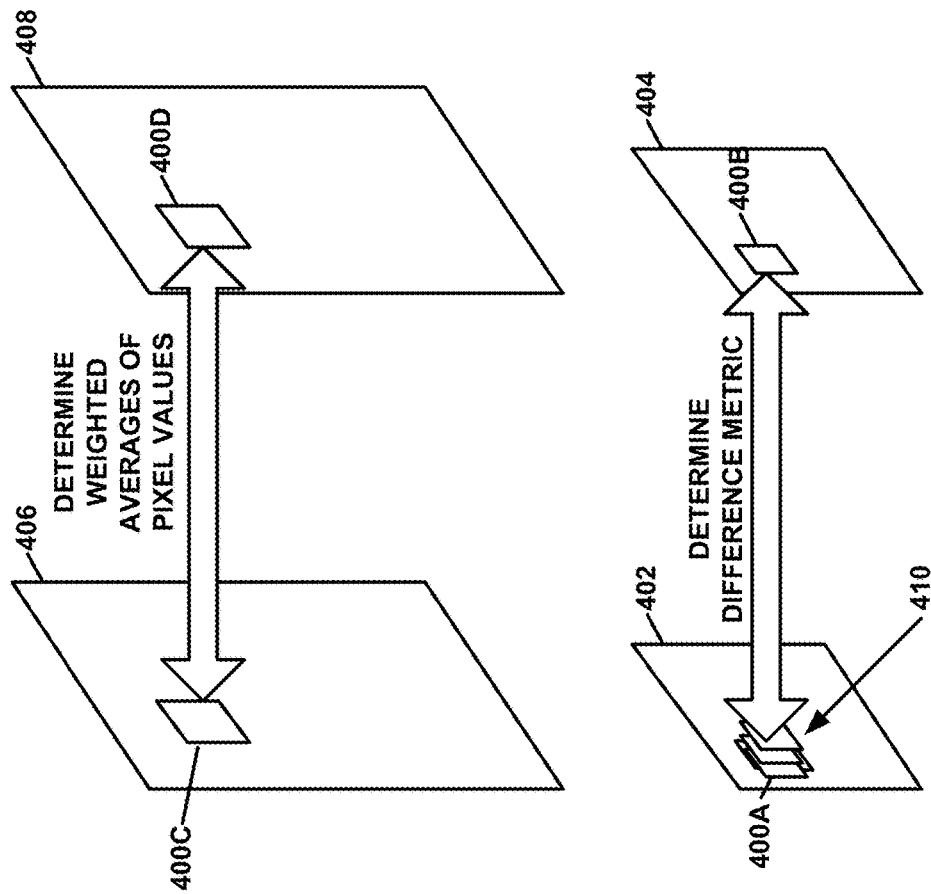 406
408
DETERMINE
WEIGHTED
AVERAGES OF
PIXEL VALUES
400C
400D
402
404
DETERMINE
DIFFERENCE METRIC
400A
400B
410